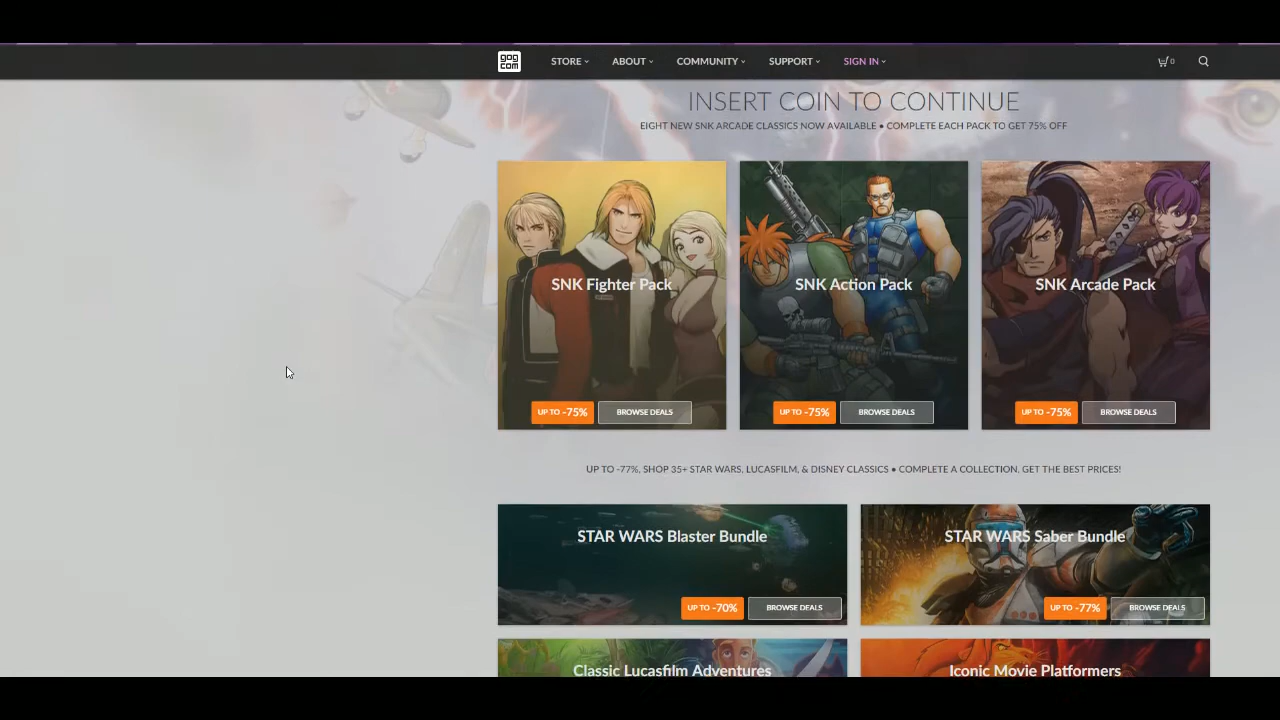 gog
com
STORE
ABOUT
COMMUNITY
SUPPORT
SIGN IN
0
INSERT COIN TO CONTINUE
EIGHT NEW SNK ARCADE CLASSICS NOW AVAILABLE • COMPLETE EACH PACK TO GET 75% OFF
SNK Fighter Pack
UP TO -75%
BROWSE DEALS
SNK Action Pack
UP TO -75%
BROWSE DEALS
SNK Arcade Pack
UP TO -75%
BROWSE DEALS
UP TO -77%, SHOP 35+ STAR WARS, LUCASFILM, & DISNEY CLASSICS • COMPLETE A COLLECTION, GET THE BEST PRICES!
STAR WARS Blaster Bundle
UP TO -70%
BROWSE DEALS
STAR WARS Saber Bundle
UP TO -77%
BROWSE DEALS
Classic Lucasfilm Adventures
Iconic Movie Platformers